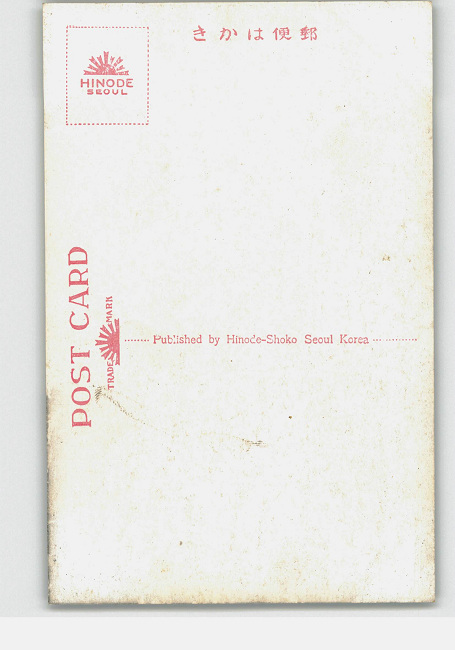 郵便はかき
HINODE
SEOUL
POST CARD
TRADE MARK
Published by Hinode-Shoko Seoul Korea